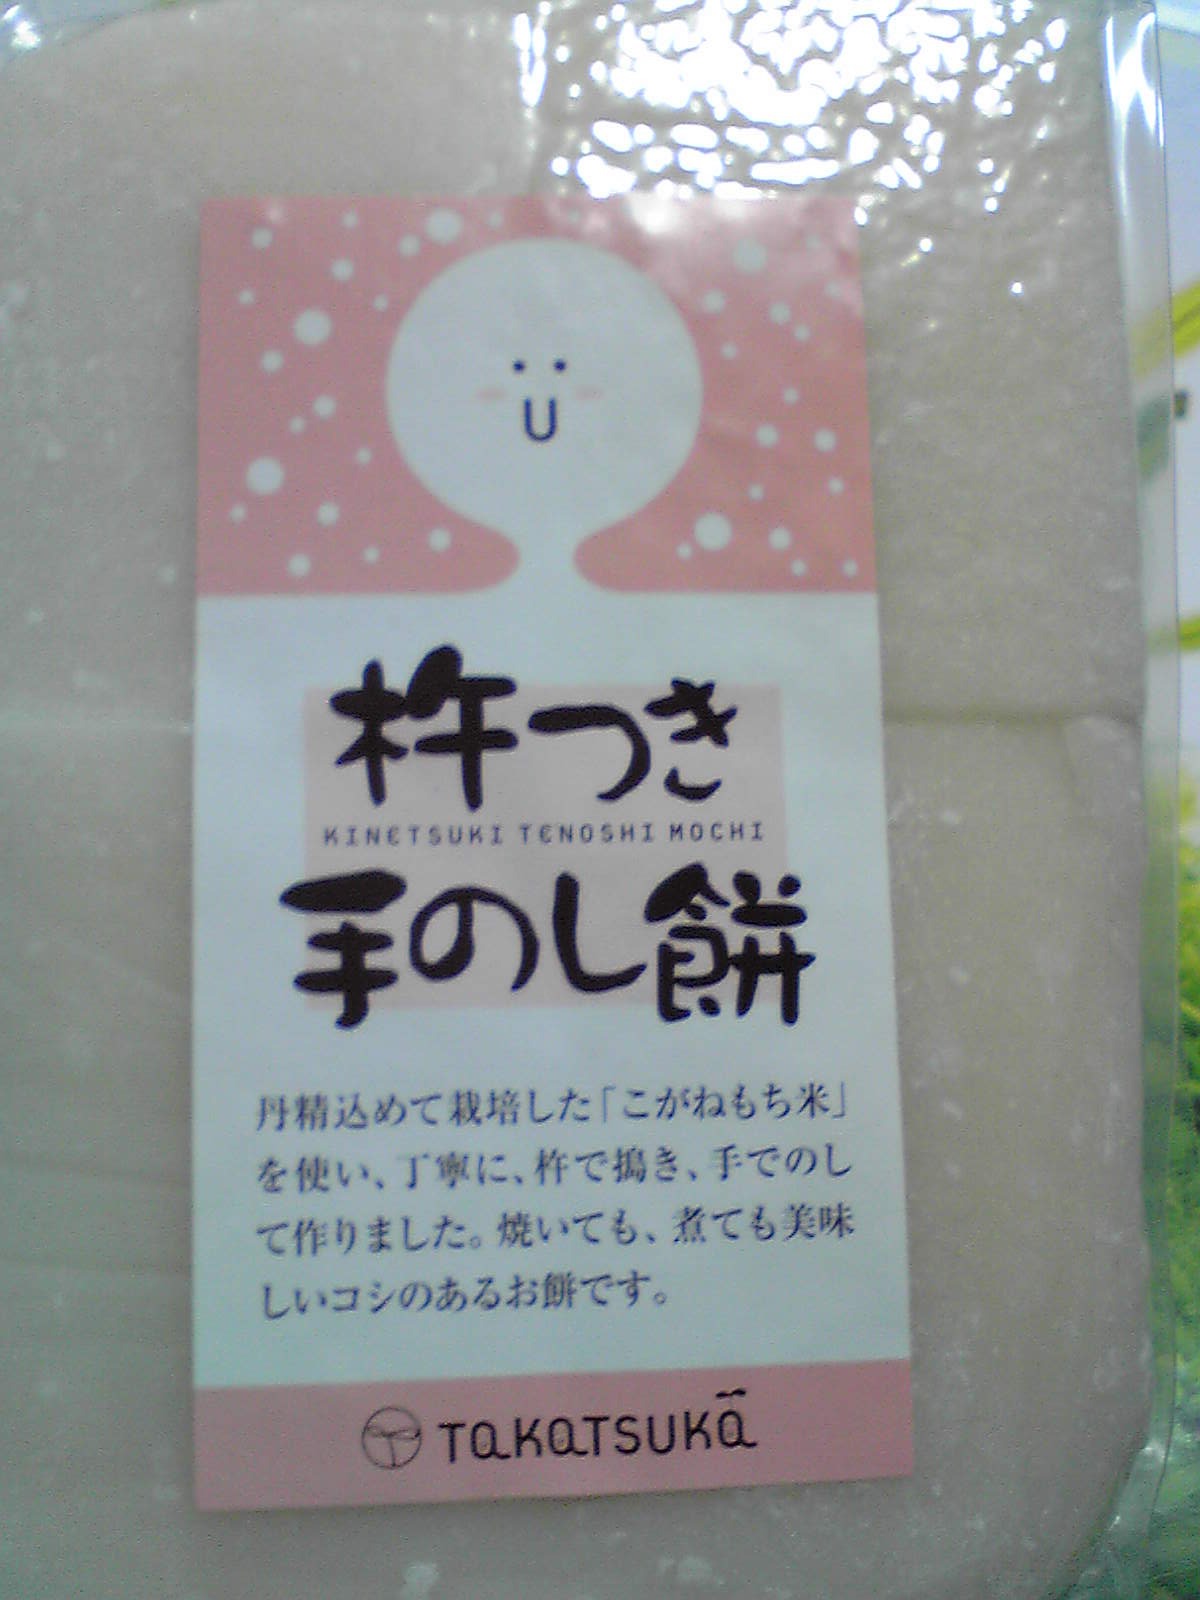 杵つき
KINETSUKI TENOSHI MOCHI
手のし餅
丹精込めて栽培した「こがねもち米」
を使い、丁寧に、杵で搗き、手でのし
て作りました。焼いても、煮ても美味
しいコシのあるお餅です。
TAKATSUKA